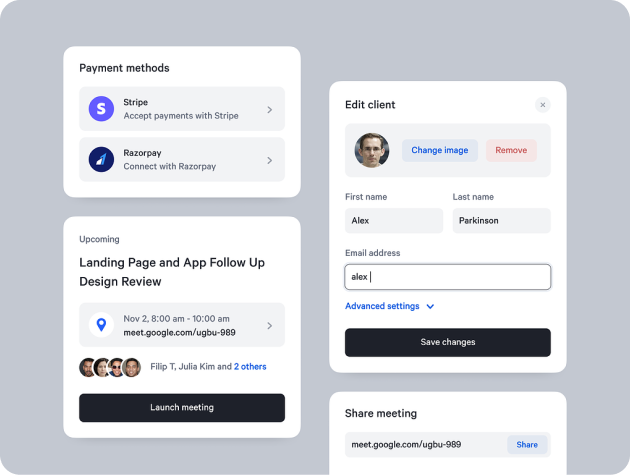 Payment methods
S
Stripe
Accept payments with Stripe
Razorpay
Connect with Razorpay
Upcoming
Landing Page and App Follow Up
Design Review
Nov 2, 8:00 am - 10:00 am
meet.google.com/ugbu-989
Filip T, Julia Kim and 2 others
Launch meeting
Edit client
Change image
Remove
First name
Last name
Alex
Parkinson
Email address
alex
Advanced settings
Save changes
Share meeting
meet.google.com/ugbu-989
Share